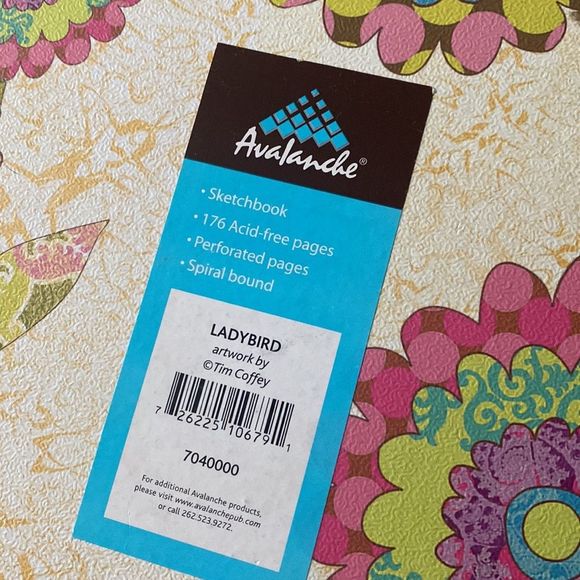 Avalanche®
• Sketchbook
• 176 Acid-free pages
• Perforated pages
• Spiral bound
LADYBIRD
artwork by
©Tim Coffey
7 26225 10679 1
7040000
For additional Avalanche products,
please visit www.avalanchepub.com
or call 262.523.9272.